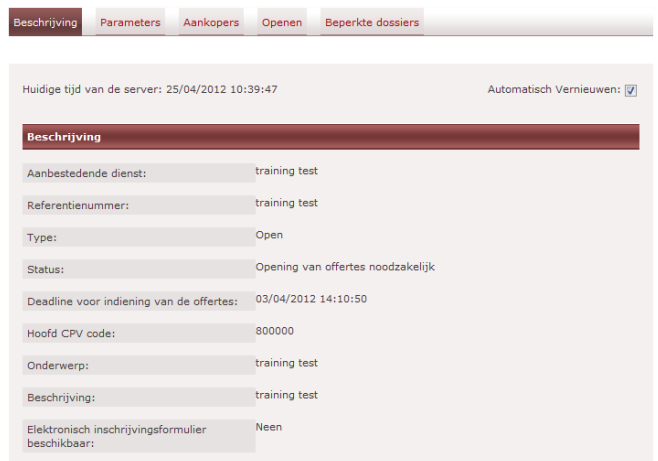 Beschrijving Parameters Aankopers Openen Beperkte dossiers
Huidige tijd van de server: 25/04/2012 10:39:47 Automatisch Vernieuwen:
Beschrijving
Aanbestedende dienst: training test
Referentienummer: training test
Type: Open
Status: Opening van offertes noodzakelijk
Deadline voor indiening van de offertes: 03/04/2012 14:10:50
Hoofd CPV code: 800000
Onderwerp: training test
Beschrijving: training test
Elektronisch inschrijvingsformulier Neen
beschikbaar: